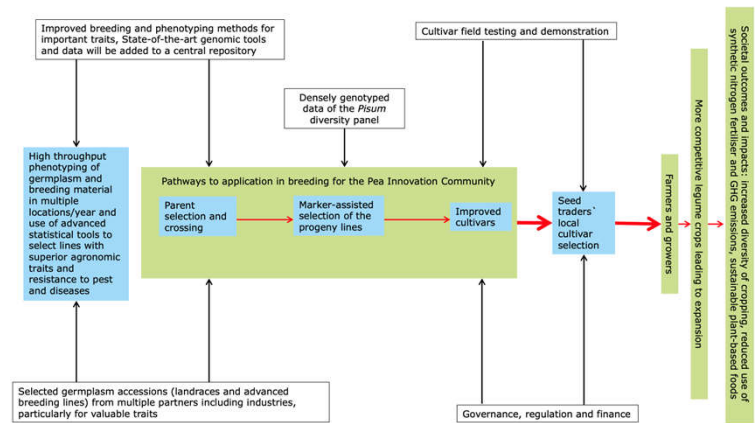 Improved breeding and phenotyping methods for
important traits, State-of-the-art genomic tools
and data will be added to a central repository
Cultivar field testing and demonstration
Densely genotyped
data of the Pisum
diversity panel
High throughput
phenotyping of
germplasm and
breeding material
in multiple
locations/year and
use of advanced
statistical tools to
select lines with
superior agronomic
traits and
resistance to pest
and diseases
Pathways to application in breeding for the Pea Innovation Community
Parent
selection and
crossing
Marker-assisted
selection of the
progeny lines
Improved
cultivars
Seed
traders`
local
cultivar
selection
Farmers and growers
More competitive legume crops leading to expansion
Societal outcomes and impacts: increased diversity of cropping, reduced use of
synthetic nitrogen fertiliser and GHG emissions, sustainable plant-based foods
Selected germplasm accessions (landraces and advanced
breeding lines) from multiple partners including industries,
particularly for valuable traits
Governance, regulation and finance